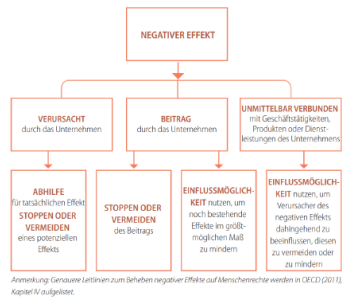 NEGATIVER EFFEKT
VERURSACHT
durch das Unternehmen
BEITRAG
durch das Unternehmen
UNMITTELBAR VERBUNDEN
mit Geschäftstätigkeiten,
Produkten oder Dienst-
leistungen des Unternehmens
ABHILFE
für tatsächlichen Effekt
STOPPEN ODER
VERMEIDEN
eines potenziellen
Effekts
STOPPEN ODER
VERMEIDEN
des Beitrags
EINFLUSSMÖGLICH-
KEIT nutzen, um
noch bestehende
Effekte im größt-
möglichen Maß
zu mindern
EINFLUSSMÖGLICH-
KEIT nutzen, um
Verursacher des
negativen Effekts
dahingehend zu
beeinflussen, diesen
zu vermeiden oder
zu mindern
Anmerkung: Genauere Leitlinien zum Beheben negativer Effekte auf Menschenrechte werden in OECD (2011),
Kapitel IV aufgelistet.